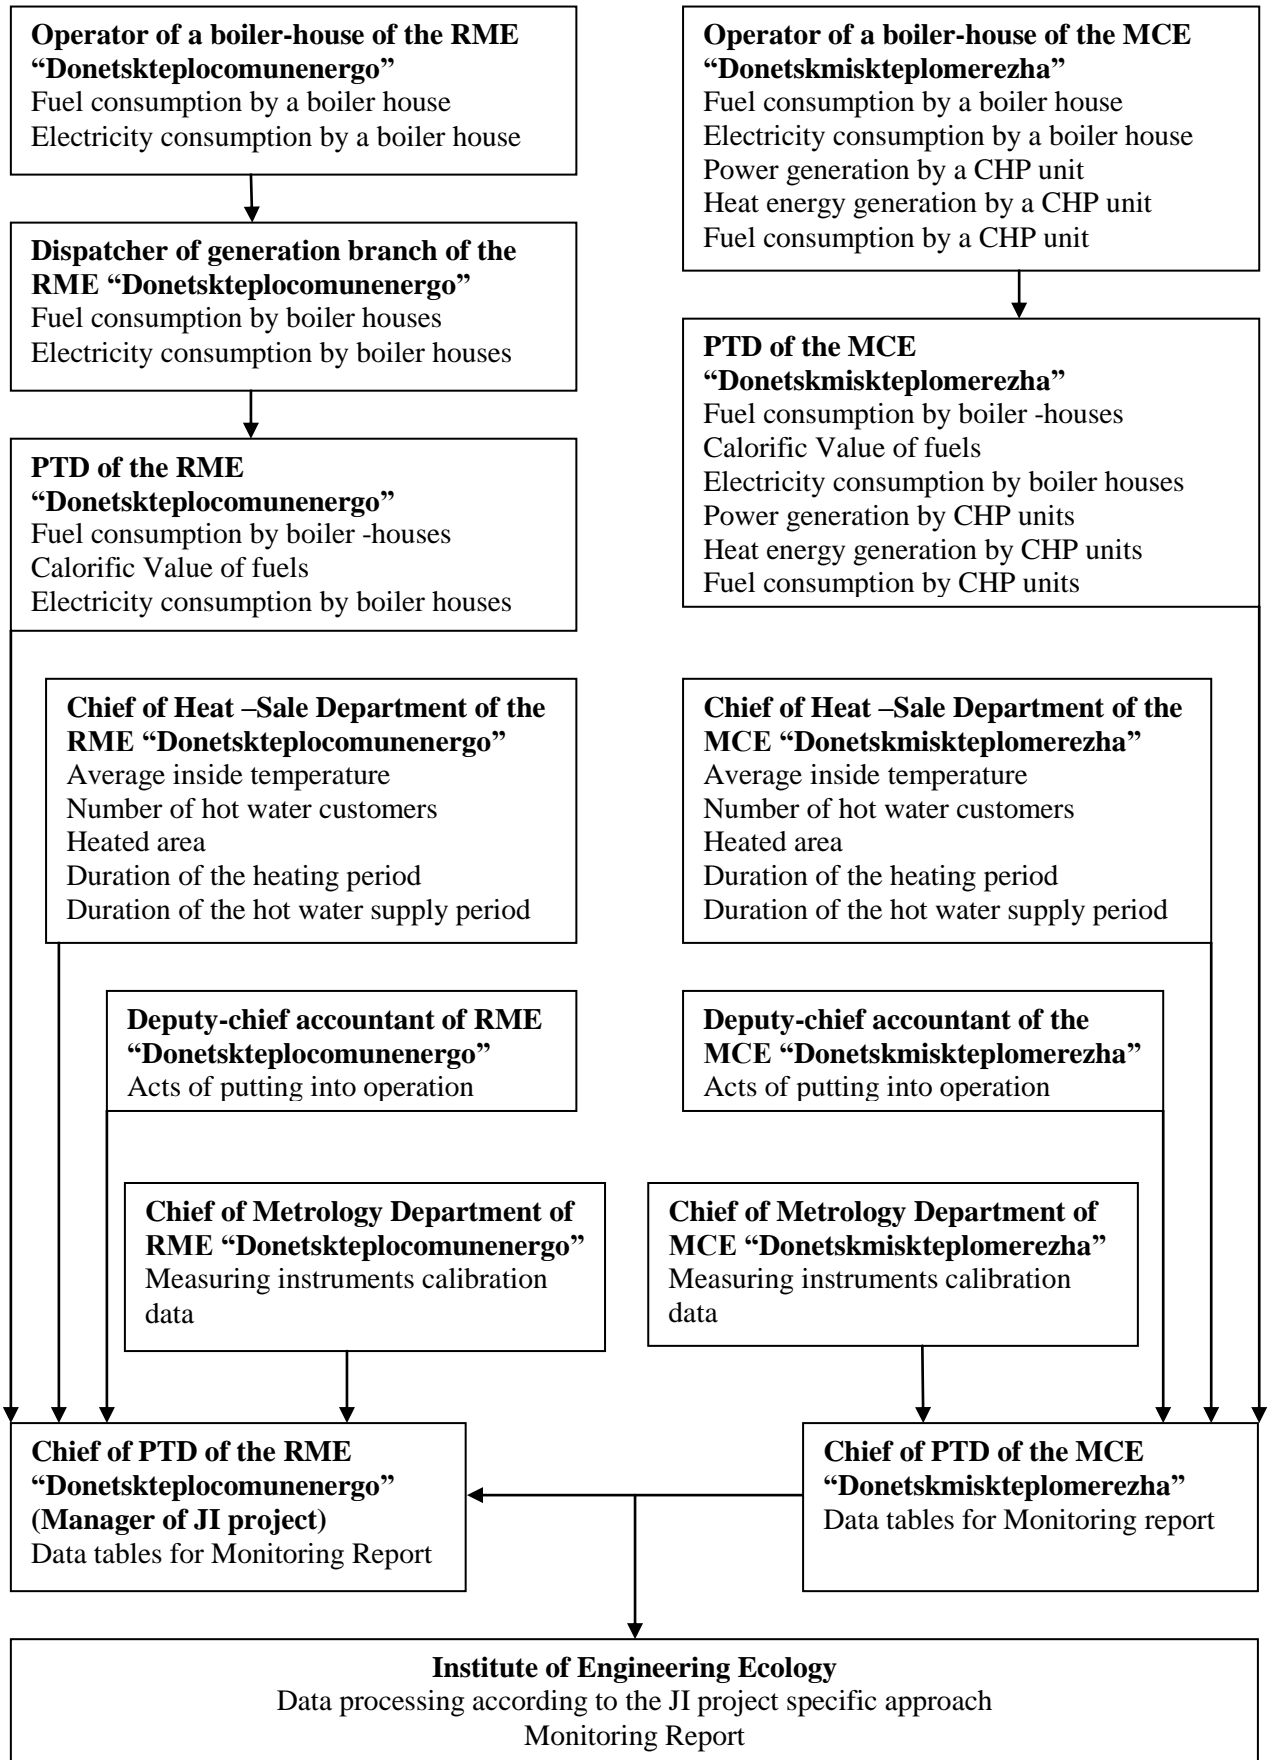 Operator of a boiler-house of the RME
“Donetskteplocomunenergo”
Fuel consumption by a boiler house
Electricity consumption by a boiler house
Dispatcher of generation branch of the
RME “Donetskteplocomunenergo”
Fuel consumption by boiler houses
Electricity consumption by boiler houses
PTD of the RME
“Donetskteplocomunenergo”
Fuel consumption by boiler -houses
Calorific Value of fuels
Electricity consumption by boiler houses
Chief of Heat –Sale Department of the
RME “Donetskteplocomunenergo”
Average inside temperature
Number of hot water customers
Heated area
Duration of the heating period
Duration of the hot water supply period
Deputy-chief accountant of RME
“Donetskteplocomunenergo”
Acts of putting into operation
Chief of Metrology Department of
RME “Donetskteplocomunenergo”
Measuring instruments calibration
data
Chief of PTD of the RME
“Donetskteplocomunenergo”
(Manager of JI project)
Data tables for Monitoring Report
Operator of a boiler-house of the MCE
“Donetskmiskteplomerezha”
Fuel consumption by a boiler house
Electricity consumption by a boiler house
Power generation by a CHP unit
Heat energy generation by a CHP unit
Fuel consumption by a CHP unit
PTD of the MCE
“Donetskmiskteplomerezha”
Fuel consumption by boiler -houses
Calorific Value of fuels
Electricity consumption by boiler houses
Power generation by CHP units
Heat energy generation by CHP units
Fuel consumption by CHP units
Chief of Heat –Sale Department of the
MCE “Donetskmiskteplomerezha”
Average inside temperature
Number of hot water customers
Heated area
Duration of the heating period
Duration of the hot water supply period
Deputy-chief accountant of the
MCE “Donetskmiskteplomerezha”
Acts of putting into operation
Chief of Metrology Department of
MCE “Donetskmiskteplomerezha”
Measuring instruments calibration
data
Chief of PTD of the MCE
“Donetskmiskteplomerezha”
Data tables for Monitoring report
Institute of Engineering Ecology
Data processing according to the JI project specific approach
Monitoring Report